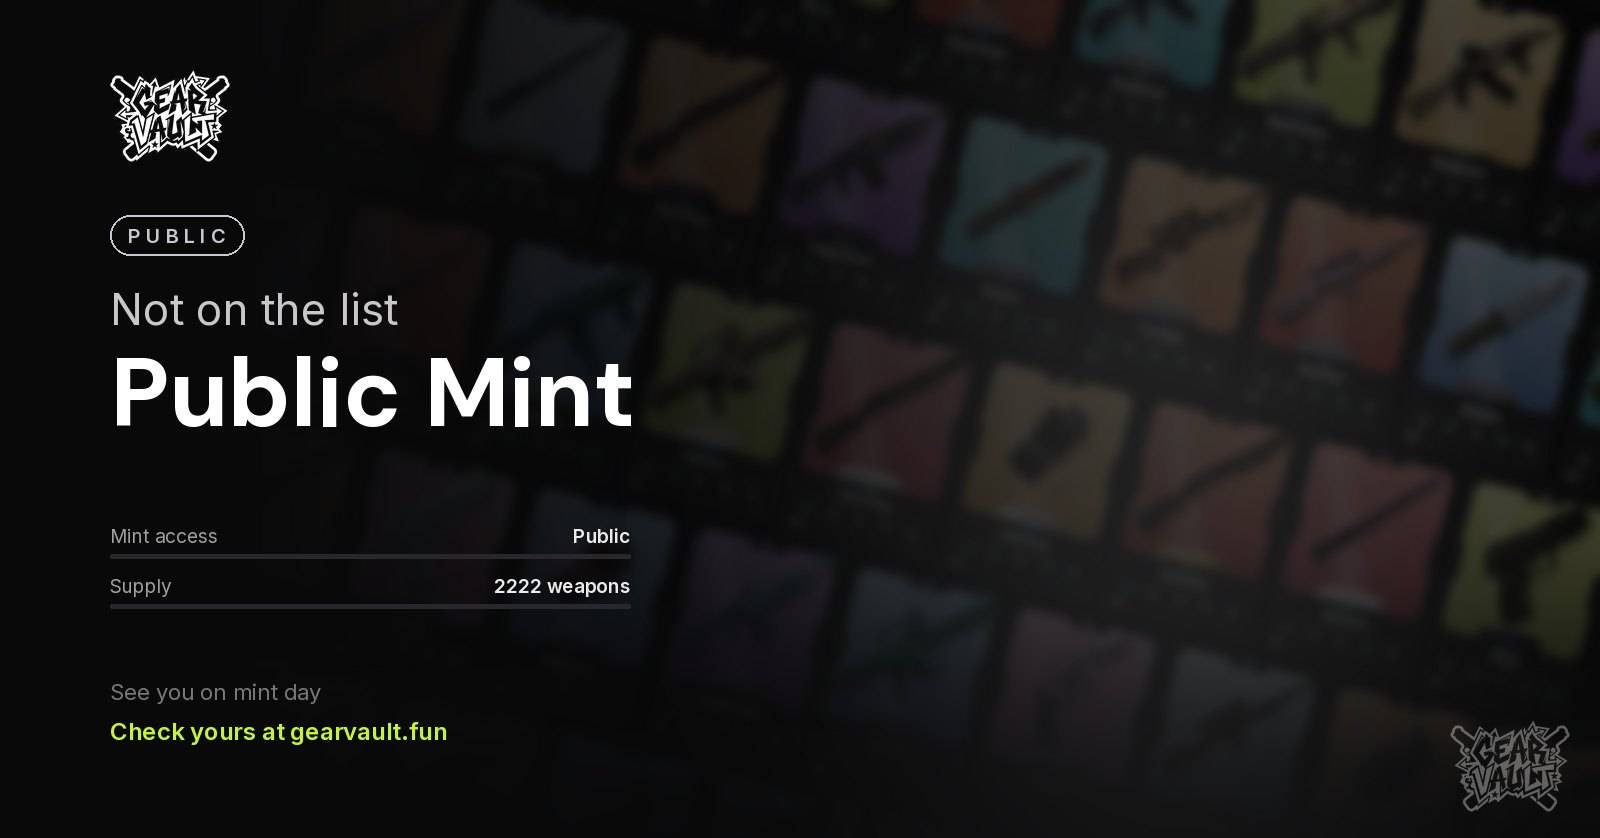 GEAR
VAULT
PUBLIC
Not on the list
Public Mint
Mint access
Public
Supply
2222 weapons
See you on mint day
Check yours at gearvault.fun
GEAR
VAULT